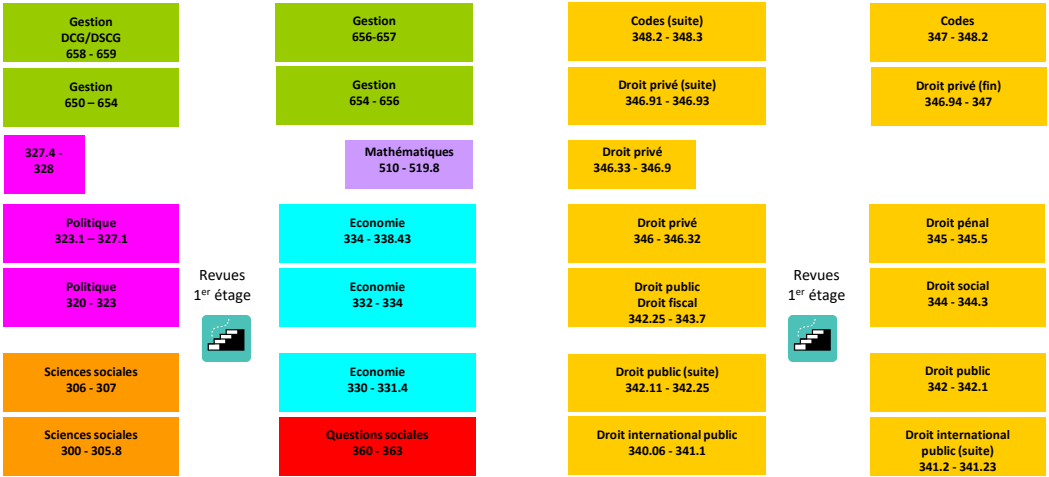 Gestion
DCG/DSCG
658 - 659
Gestion
656-657
Codes (suite)
348.2 - 348.3
Codes
347 - 348.2
Gestion
650 – 654
Gestion
654 - 656
Droit privé (suite)
346.91 - 346.93
Droit privé (fin)
346.94 - 347
327.4 -
328
Mathématiques
510 - 519.8
Droit privé
346.33 - 346.9
Politique
323.1 – 327.1
Economie
334 - 338.43
Droit privé
346 - 346.32
Droit pénal
345 - 345.5
Politique
320 - 323
Revues
1er étage
Economie
332 - 334
Droit public
Droit fiscal
342.25 - 343.7
Revues
1er étage
Droit social
344 - 344.3
Sciences sociales
306 - 307
Economie
330 - 331.4
Droit public (suite)
342.11 - 342.25
Droit public
342 - 342.1
Sciences sociales
300 - 305.8
Questions sociales
360 - 363
Droit international public
340.06 - 341.1
Droit international
public (suite)
341.2 - 341.23